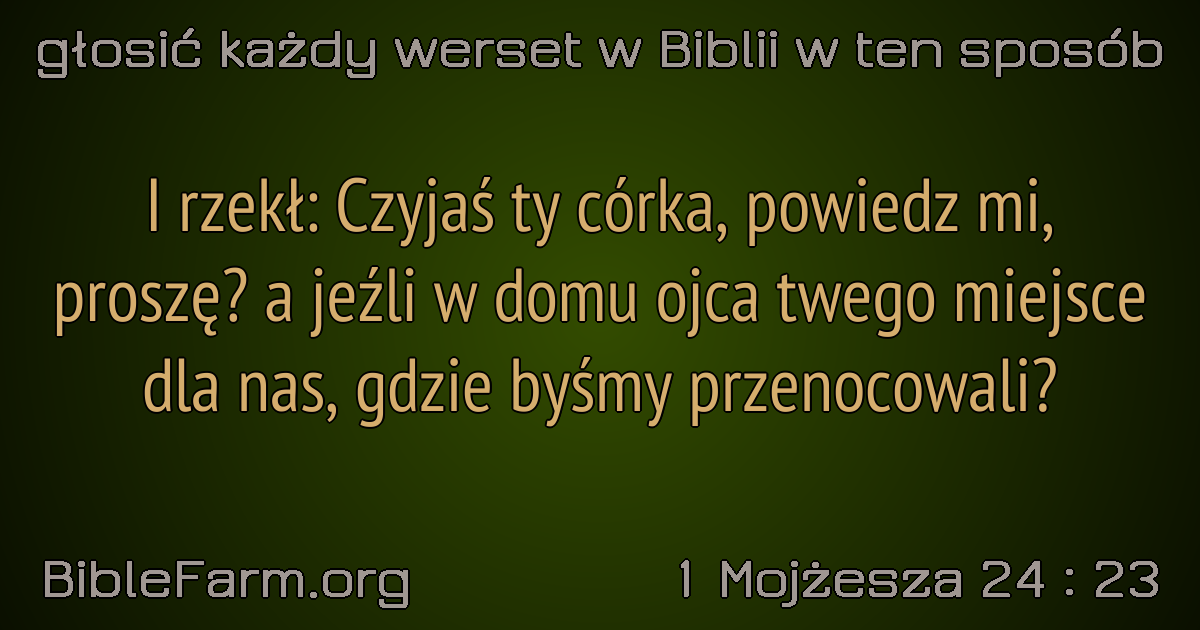 głosić każdy werset w Biblii w ten sposób
I rzekł: Czyjaś ty córka, powiedz mi,
proszę? a jeźli w domu ojca twego miejsce
dla nas, gdzie byśmy przenocowali?
BibleFarm.org
1 Mojżesza 24 : 23